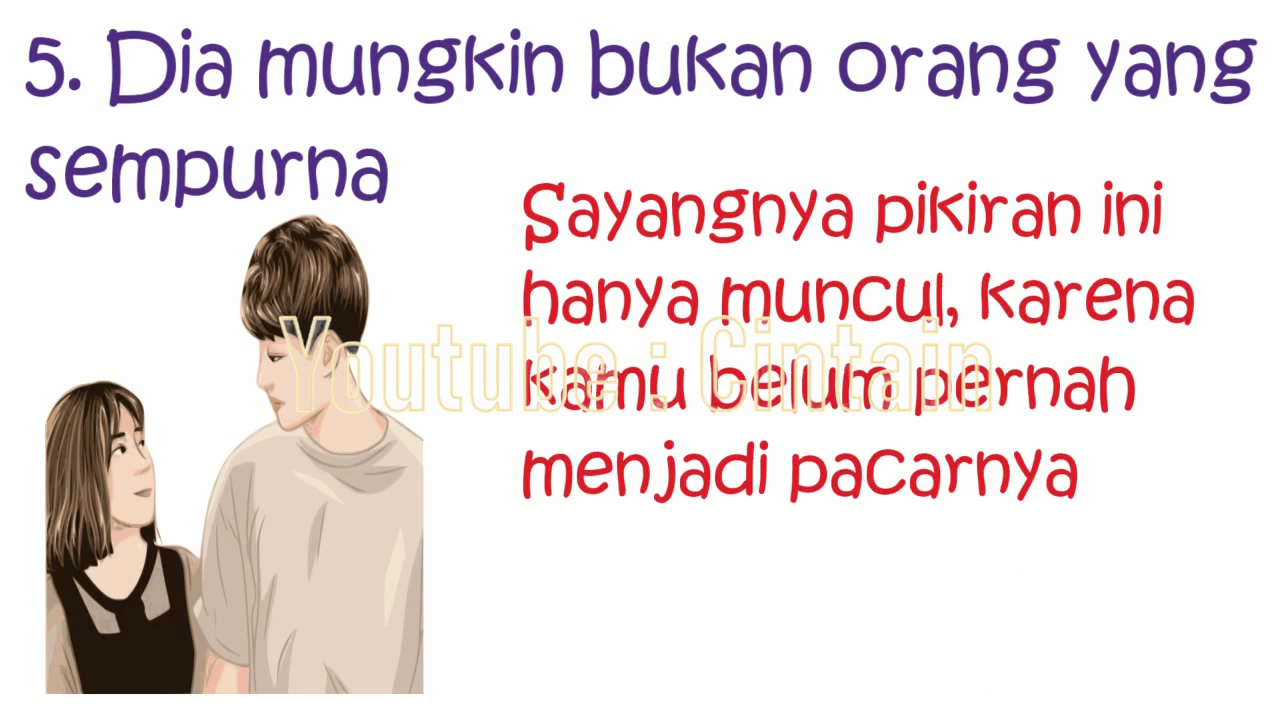 5. Dia mungkin bukan orang yang
sempurna
Sayangnya pikiran ini
hanya muncul, karena
Youtube : Cintain
kamu belum pernah
menjadi pacarnya